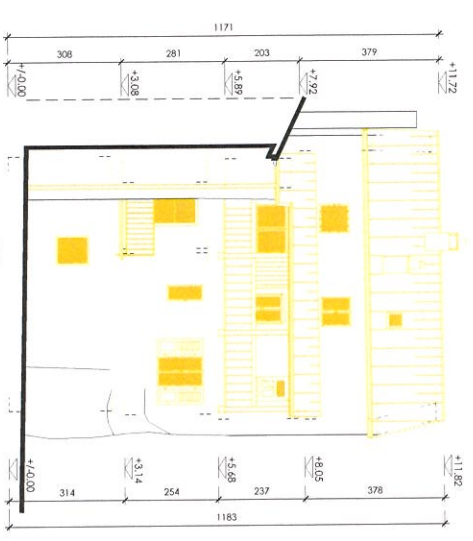 1171
308 281 203 379
+/-0.00 +3.08 +5.89 +7.92 +11.72
+/-0.00 +3.14 +5.68 +8.05 +11.82
314 254 237 378
1183